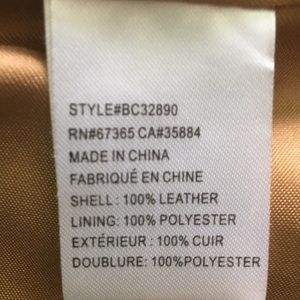 STYLE#BC32890
RN#67365 CA#35884
MADE IN CHINA
FABRIQUÉ EN CHINE
SHELL : 100% LEATHER
LINING: 100% POLYESTER
EXTÉRIEUR : 100% CUIR
DOUBLURE: 100%POLYESTER